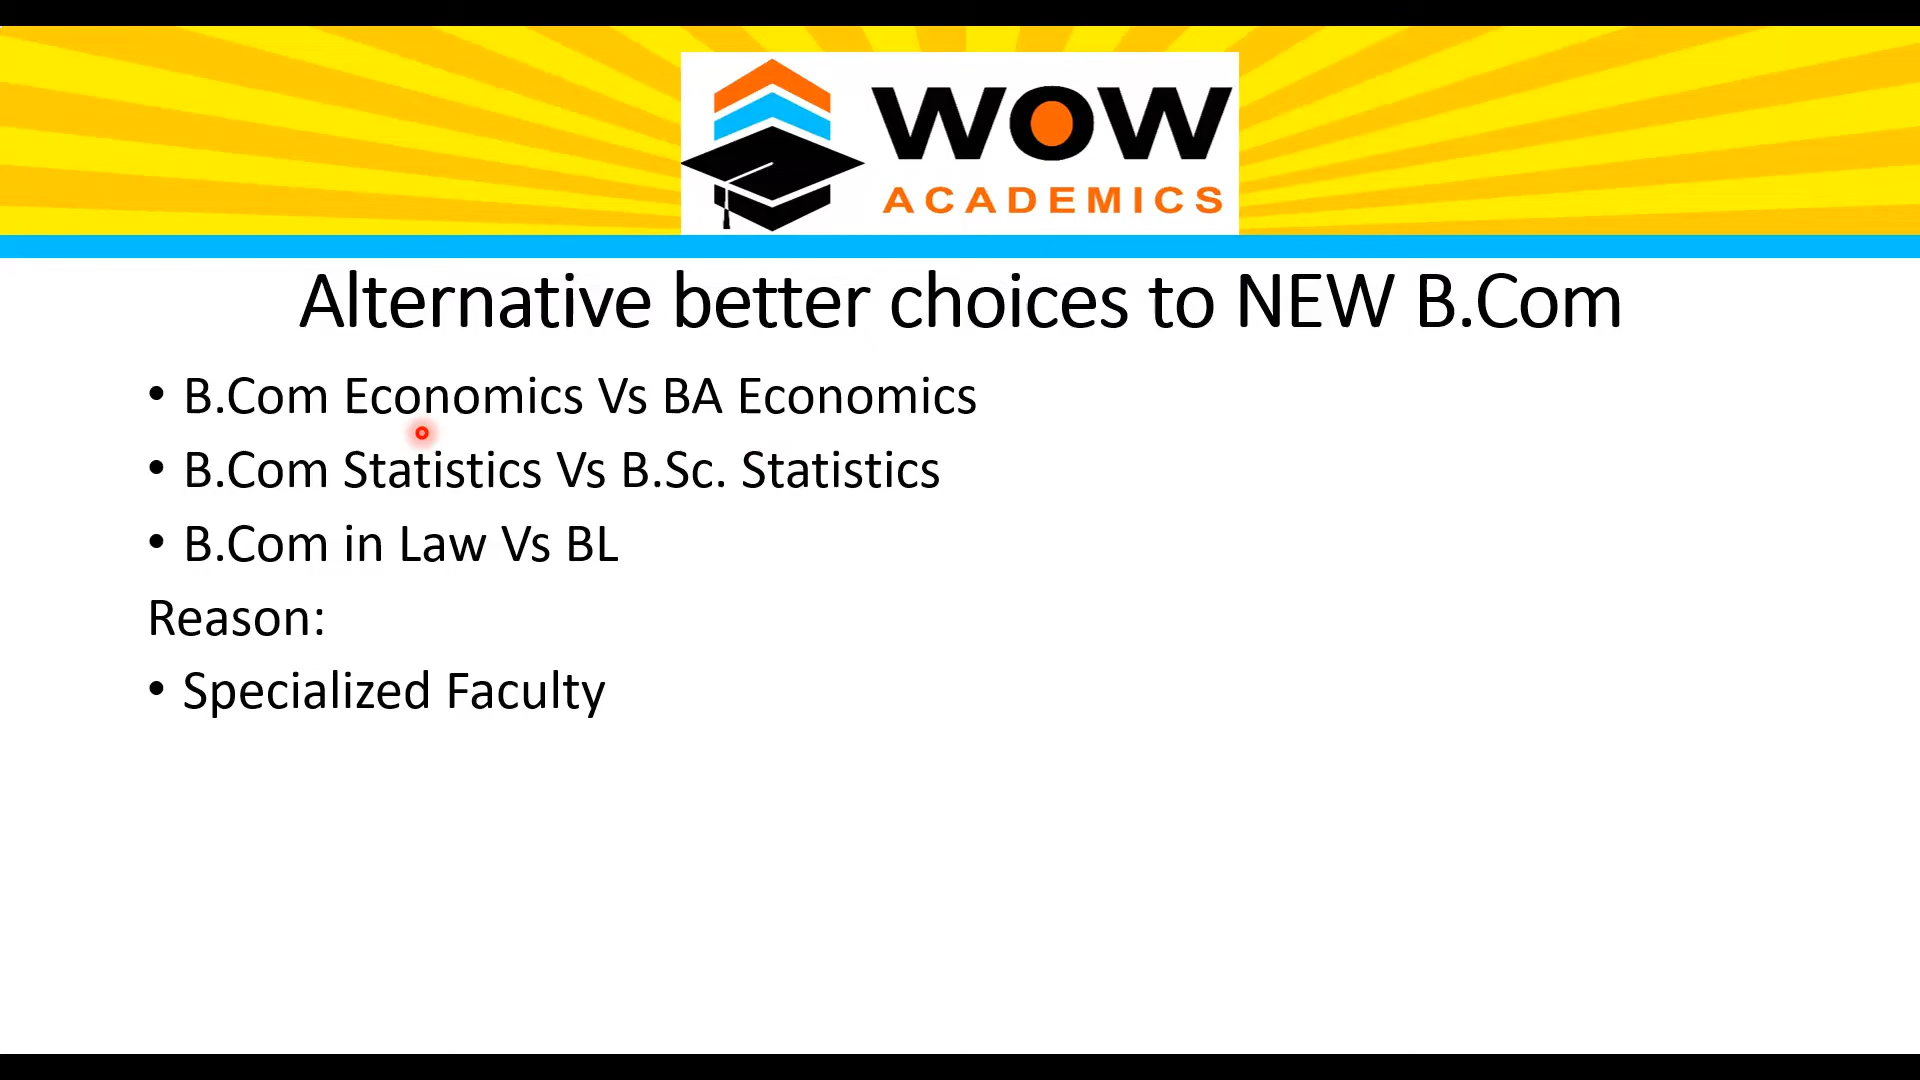 WOW
ACADEMICS
Alternative better choices to NEW B.Com
• B.Com Economics Vs BA Economics
• B.Com Statistics Vs B.Sc. Statistics
• B.Com in Law Vs BL
Reason:
• Specialized Faculty